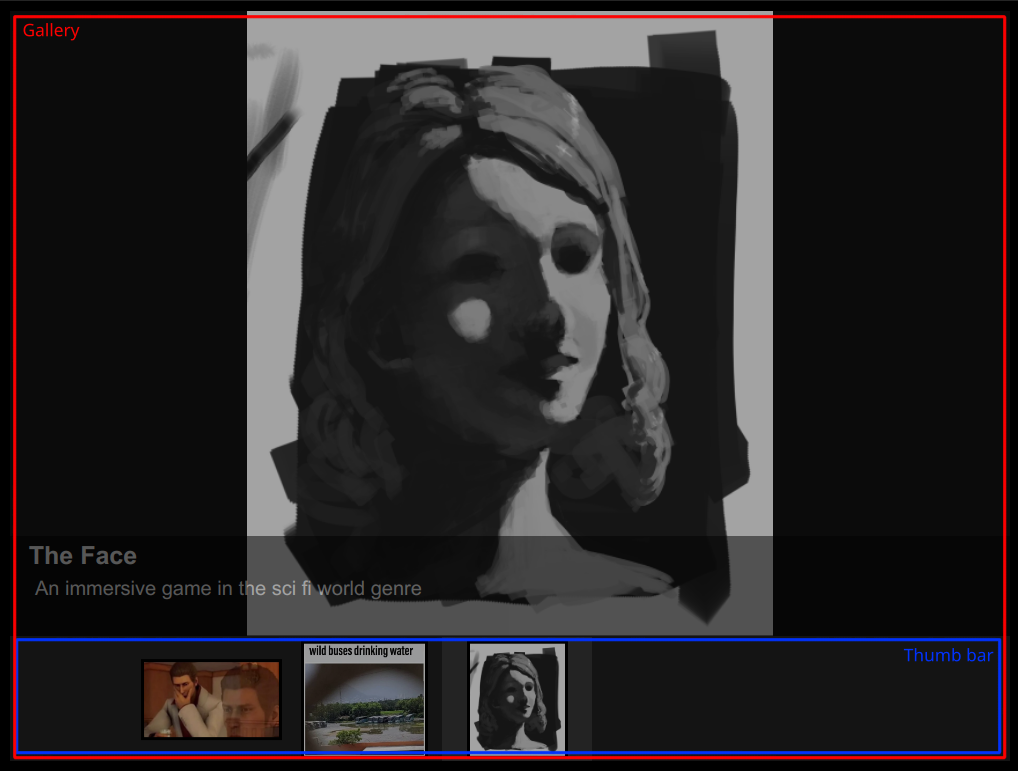 Gallery
The Face
An immersive game in the sci fi world genre
wild buses drinking water
Thumb bar